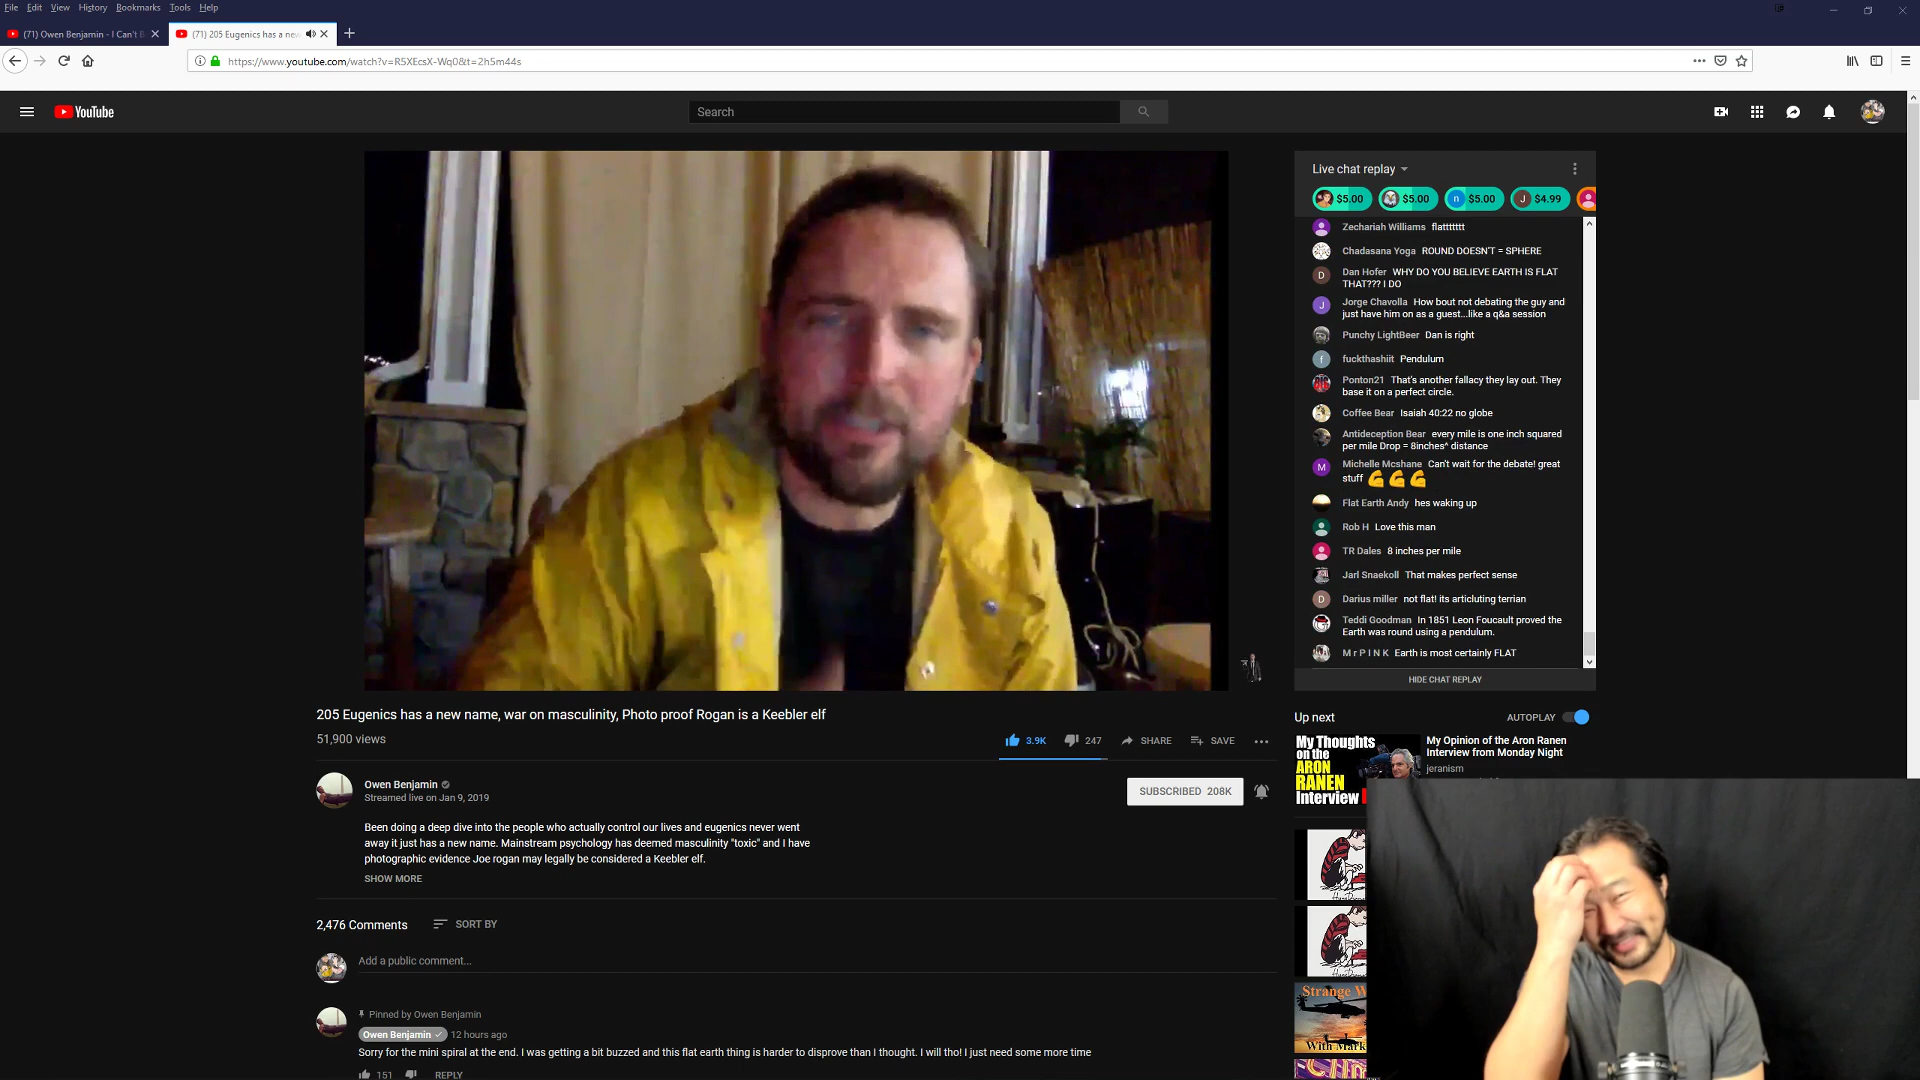 File Edit View History Bookmarks Tools Help
(71) Owen Benjamin - I Can't B
(71) 205 Eugenics has a new
https://www.youtube.com/watch?v=R5XEcsX-Wq0&t=2h5m44s
YouTube
Search
Live chat replay
$5.00 $5.00 n $5.00 J $4.99
Zechariah Williams flattttttt
Chadasana Yoga ROUND DOESN'T = SPHERE
D Dan Hofer WHY DO YOU BELIEVE EARTH IS FLAT
THAT??? I DO
J Jorge Chavolla How bout not debating the guy and
just have him on as a guest...like a q&a session
Punchy LightBeer Dan is right
f fuckthashiit Pendulum
Ponton21 That's another fallacy they lay out. They
base it on a perfect circle.
Coffee Bear Isaiah 40:22 no globe
Antideception Bear every mile is one inch squared
per mile Drop = 8inches^ distance
M Michelle Mcshane Can't wait for the debate! great
stuff 💪 💪 💪
Flat Earth Andy hes waking up
Rob H Love this man
TR Dales 8 inches per mile
Jarl Snaekoll That makes perfect sense
D Darius miller not flat! its articluting terrian
Teddi Goodman In 1851 Leon Foucault proved the
Earth was round using a pendulum.
M r P I N K Earth is most certainly FLAT
HIDE CHAT REPLAY
205 Eugenics has a new name, war on masculinity, Photo proof Rogan is a Keebler elf
51,900 views
3.9K 247 SHARE SAVE
Owen Benjamin
Streamed live on Jan 9, 2019
SUBSCRIBED 208K
Been doing a deep dive into the people who actually control our lives and eugenics never went
away it just has a new name. Mainstream psychology has deemed masculinity "toxic" and I have
photographic evidence Joe rogan may legally be considered a Keebler elf.
SHOW MORE
2,476 Comments SORT BY
Add a public comment...
Pinned by Owen Benjamin
Owen Benjamin 12 hours ago
Sorry for the mini spiral at the end. I was getting a bit buzzed and this flat earth thing is harder to disprove than I thought. I will tho! I just need some more time
151 REPLY
Up next AUTOPLAY
My Thoughts
on the
ARON
RANEN
Interview
My Opinion of the Aron Ranen
Interview from Monday Night
jeranism
Strange W
With Mark